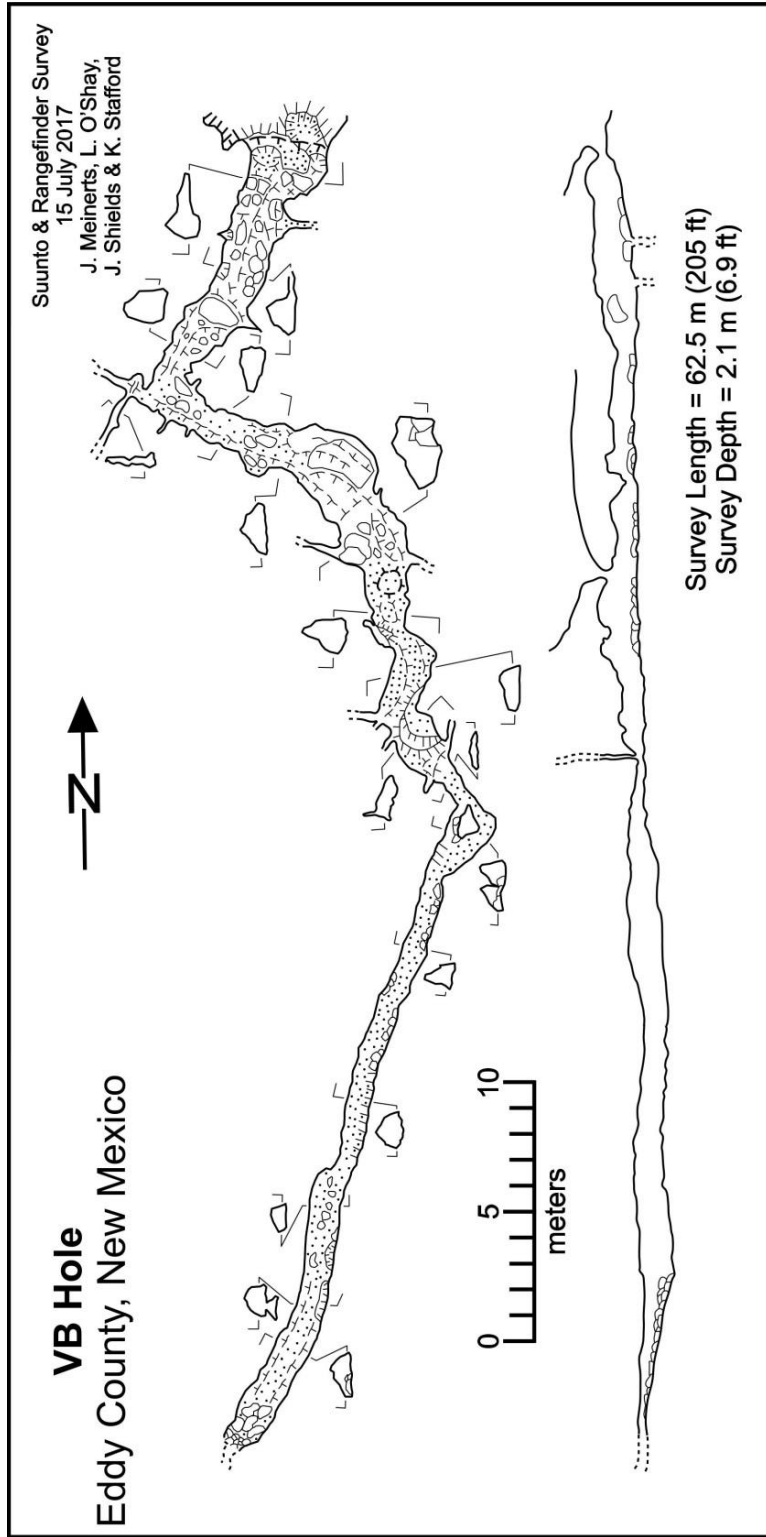 VB Hole
Eddy County, New Mexico
Suunto & Rangefinder Survey
15 July 2017
J. Meinerts, L. O'Shay,
J. Shields & K. Stafford
N
0 5 10
meters
Survey Length = 62.5 m (205 ft)
Survey Depth = 2.1 m (6.9 ft)